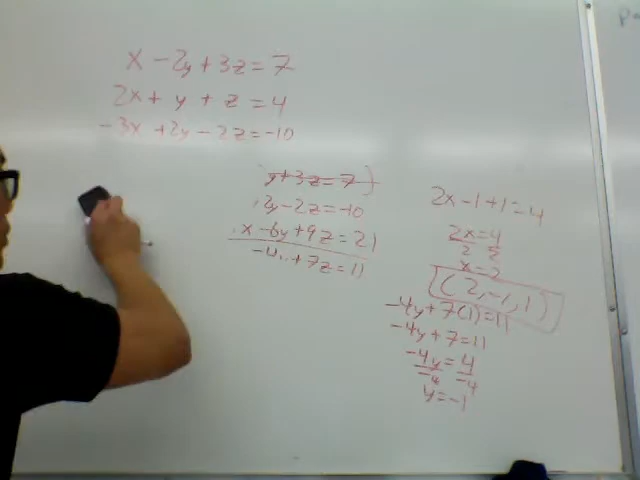 x - 2y + 3z = 7
2x + y + z = 4
-3x + 2y - 2z = -10
y + 3z = 7)
2y - 2z = -10
x - 6y + 9z = 21
-4y + 7z = 11
2x - 1 + 1 = 4
2x = 4
2 2
x = 2
(2, -1, 1)
-4y + 7(1) = 11
-4y + 7 = 11
-4y = 4
-4 -4
y = -1